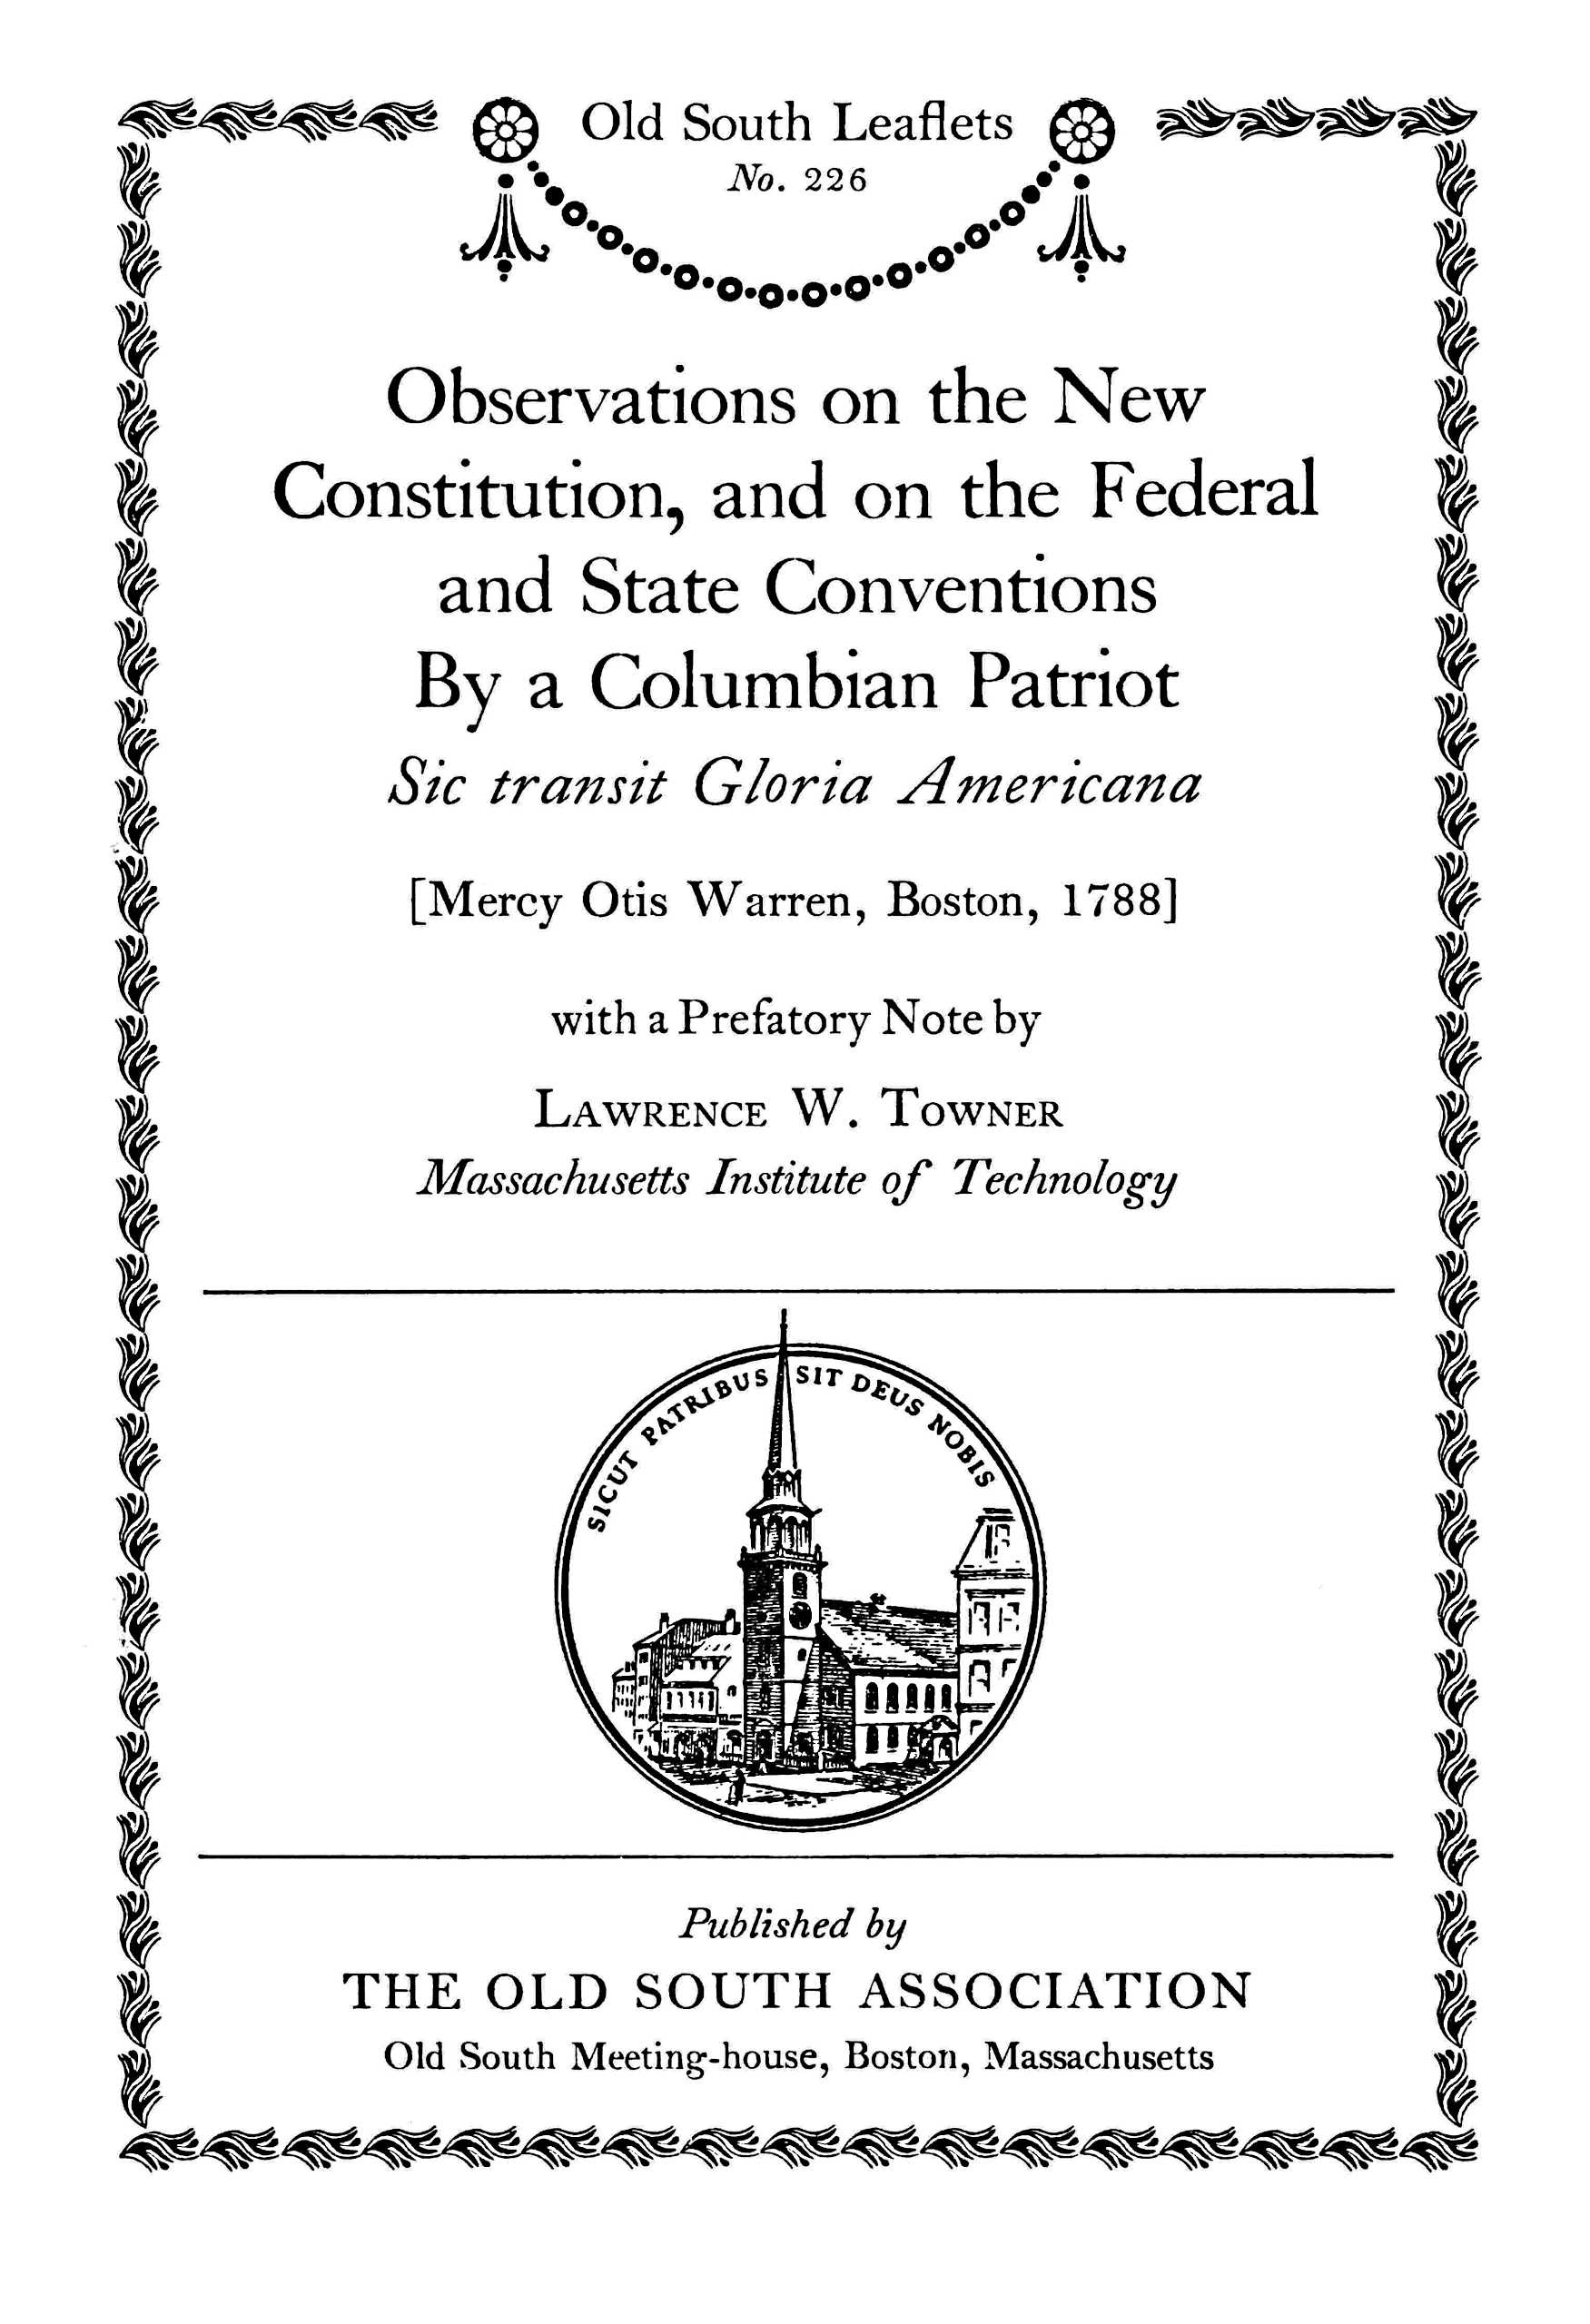 Old South Leaflets
No. 226
Observations on the New
Constitution, and on the Federal
and State Conventions
By a Columbian Patriot
Sic transit Gloria Americana
[Mercy Otis Warren, Boston, 1788]
with a Prefatory Note by
LAWRENCE W. TOWNER
Massachusetts Institute of Technology
SICUT PATRIBUS SIT DEUS NOBIS
Published by
THE OLD SOUTH ASSOCIATION
Old South Meeting-house, Boston, Massachusetts